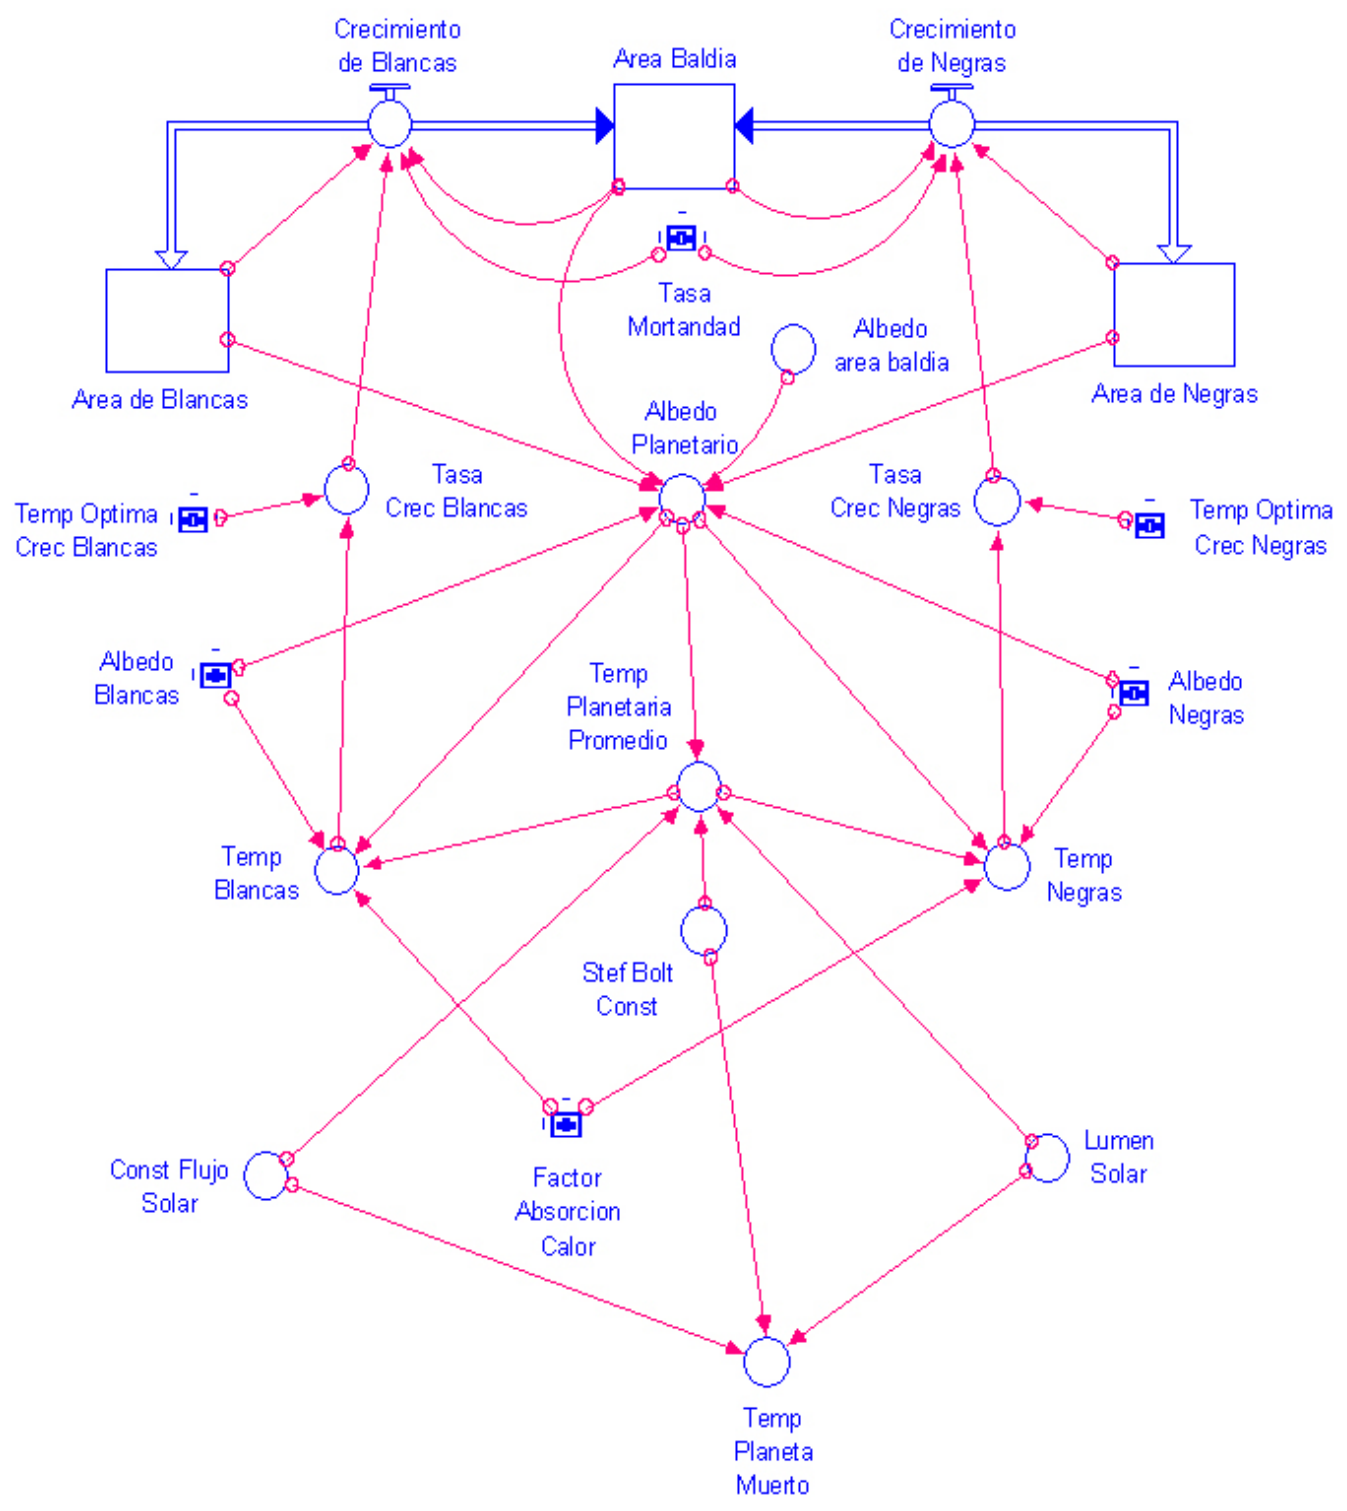 Crecimiento
de Blancas
Area Baldia
Crecimiento
de Negras
Tasa
Mortandad
Albedo
area baldia
Area de Blancas
Area de Negras
Albedo
Planetario
Tasa
Crec Blancas
Tasa
Crec Negras
Temp Optima
Crec Blancas
Temp Optima
Crec Negras
Albedo
Blancas
Temp
Planetaria
Promedio
Albedo
Negras
Temp
Blancas
Temp
Negras
Stef Bolt
Const
Const Flujo
Solar
Factor
Absorcion
Calor
Lumen
Solar
Temp
Planeta
Muerto